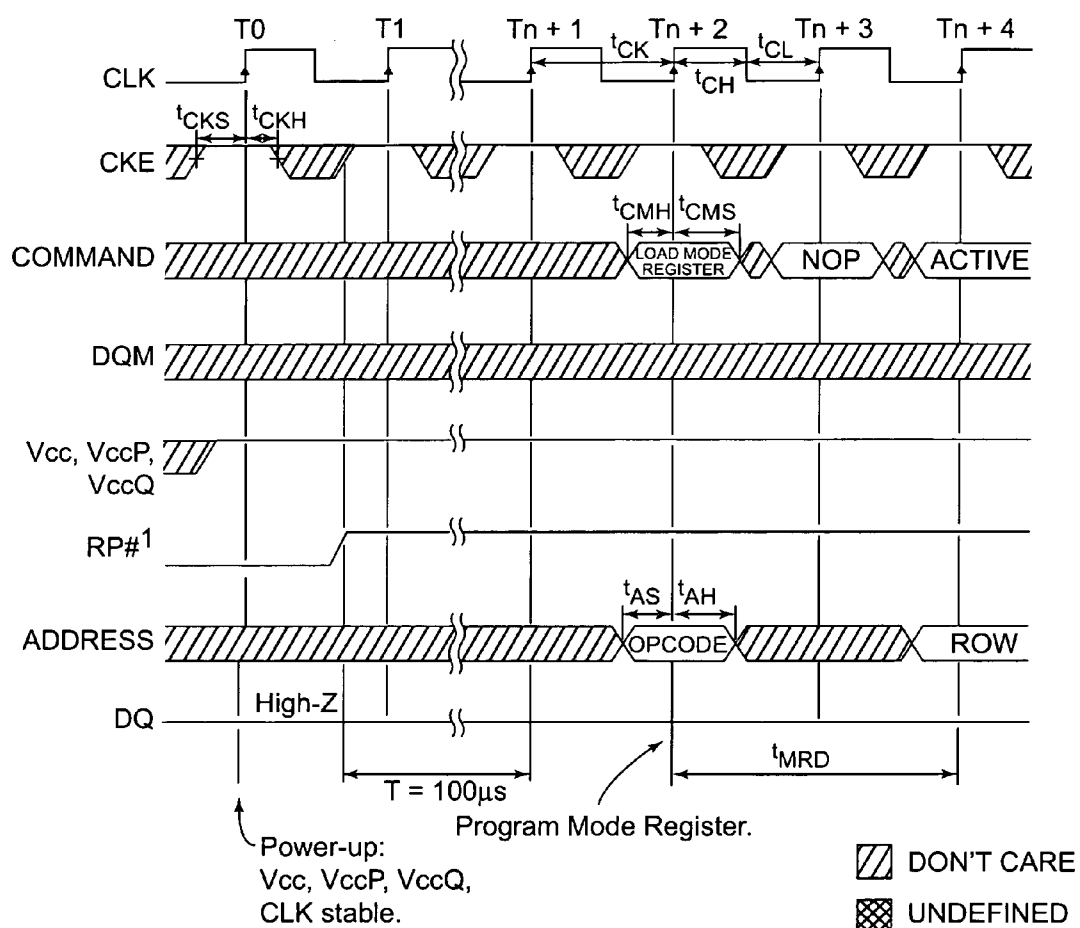 T0 T1 Tn + 1 Tn + 2 Tn + 3 Tn + 4
tCK tCL
CLK
tCH
tCKS tCKH
CKE
tCMH tCMS
COMMAND LOAD MODE REGISTER NOP ACTIVE
DQM
Vcc, VccP,
VccQ
RP#1
tAS tAH
ADDRESS OPCODE ROW
High-Z
DQ
tMRD
T = 100μs
Program Mode Register.
Power-up:
Vcc, VccP, VccQ,
CLK stable.
DON'T CARE
UNDEFINED